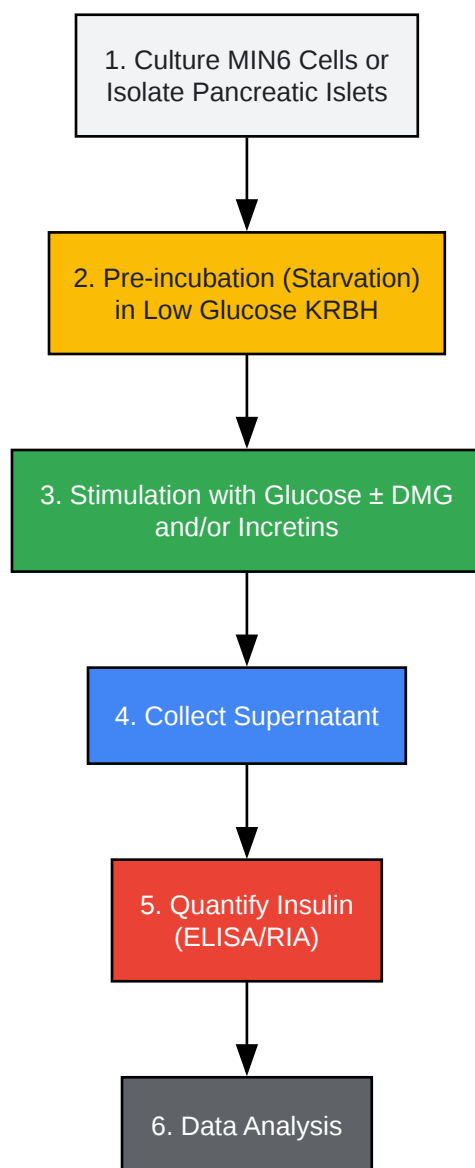 1. Culture MIN6 Cells or
Isolate Pancreatic Islets
2. Pre-incubation (Starvation)
in Low Glucose KRBH
3. Stimulation with Glucose ± DMG
and/or Incretins
4. Collect Supernatant
5. Quantify Insulin
(ELISA/RIA)
6. Data Analysis